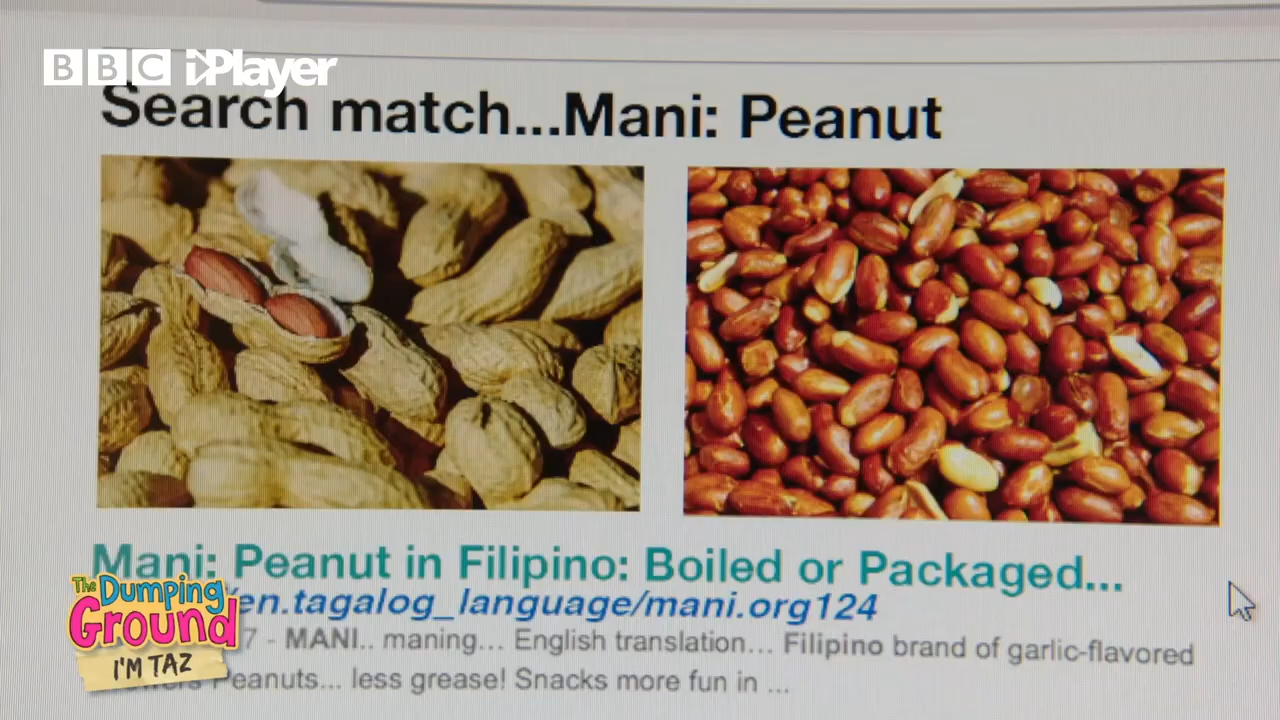 BBC iPlayer
Search match...Mani: Peanut
Mani: Peanut in Filipino: Boiled or Packaged...
en.tagalog_language/mani.org124
7 - MANI.. maning... English translation... Filipino brand of garlic-flavored
Peanuts... less grease! Snacks more fun in ...
The Dumping Ground
I'M TAZ